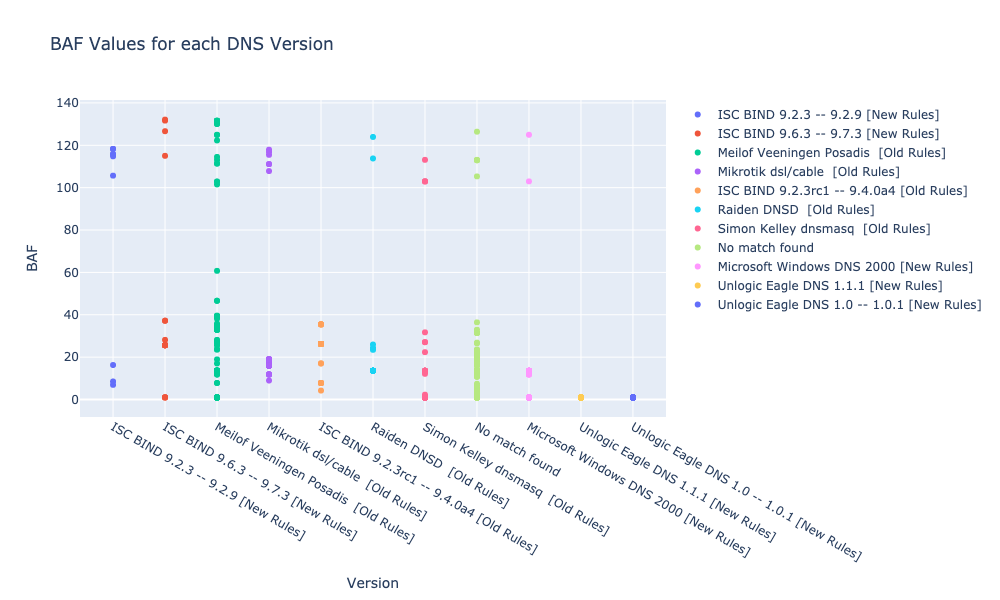 BAF Values for each DNS Version
BAF
140
120
100
80
60
40
20
0
ISC BIND 9.2.3 -- 9.2.9 [New Rules]
ISC BIND 9.6.3 -- 9.7.3 [New Rules]
Meilof Veeningen Posadis  [Old Rules]
Mikrotik dsl/cable  [Old Rules]
ISC BIND 9.2.3rc1 -- 9.4.0a4 [Old Rules]
Raiden DNSD  [Old Rules]
Simon Kelley dnsmasq  [Old Rules]
No match found
Microsoft Windows DNS 2000 [New Rules]
Unlogic Eagle DNS 1.1.1 [New Rules]
Unlogic Eagle DNS 1.0 -- 1.0.1 [New Rules]
Version
ISC BIND 9.2.3 -- 9.2.9 [New Rules]
ISC BIND 9.6.3 -- 9.7.3 [New Rules]
Meilof Veeningen Posadis  [Old Rules]
Mikrotik dsl/cable  [Old Rules]
ISC BIND 9.2.3rc1 -- 9.4.0a4 [Old Rules]
Raiden DNSD  [Old Rules]
Simon Kelley dnsmasq  [Old Rules]
No match found
Microsoft Windows DNS 2000 [New Rules]
Unlogic Eagle DNS 1.1.1 [New Rules]
Unlogic Eagle DNS 1.0 -- 1.0.1 [New Rules]